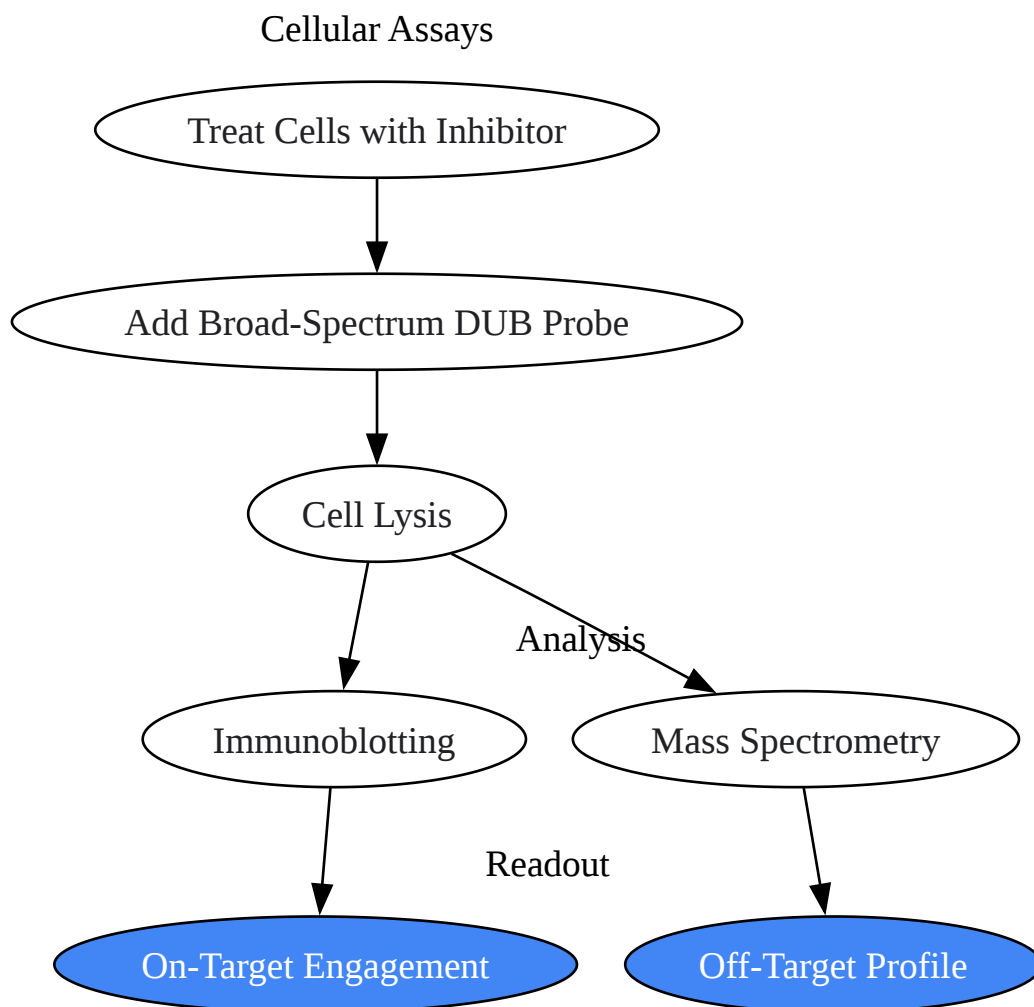 Cellular Assays
Treat Cells with Inhibitor
Add Broad-Spectrum DUB Probe
Cell Lysis
Analysis
Immunoblotting
Mass Spectrometry
Readout
On-Target Engagement
Off-Target Profile